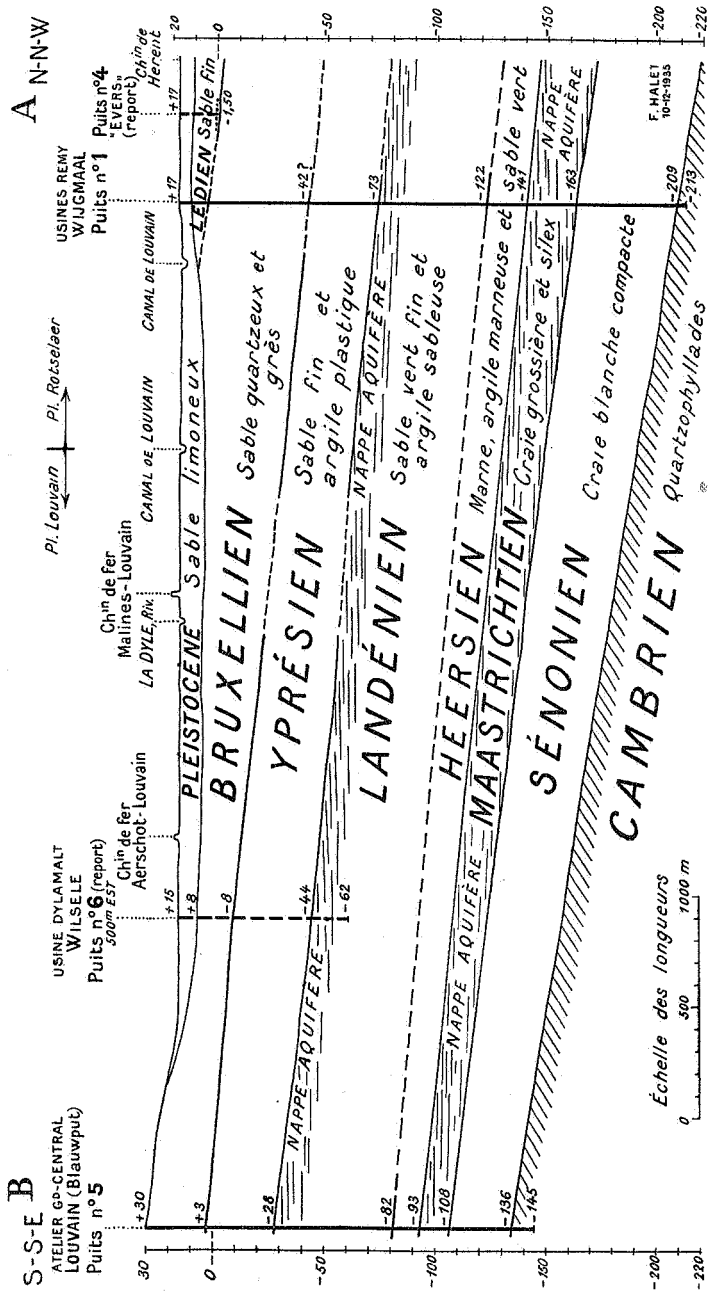 S-S-E B
ATELIER Gᴰ-CENTRAL
LOUVAIN (Blauwput)
Puits n°5
USINE DYLAMALT
WILSELE
Puits n°6 (report)
500m EST
Chⁱⁿ de fer
Aerschot-Louvain
LA DYLE, Riv.
Chⁱⁿ de Fer
Malines-Louvain
Pl. Louvain
Pl. Rotselaer
CANAL DE LOUVAIN
CANAL DE LOUVAIN
USINES REMY
WIJGMAAL
Puits n°1
Puits n°4
"EVERS"
(report)
Chⁱⁿ de
Herent
A N-N-W
30
0
-50
-100
-150
-200
-220
20
0
-50
-100
-150
-200
-220
+30
+3
-28
-82
-93
-108
-136
-145
+15
+8
-8
-44
-62
+17
-42?
-73
-122
-141
-163
-209
-213
+17
-1,50
PLEISTOCENE Sable limoneux
LEDIEN Sable fin
BRUXELLIEN Sable quartzeux et
grès
YPRÉSIEN Sable fin et
argile plastique
NAPPE AQUIFÈRE
NAPPE AQUIFÈRE
LANDÉNIEN Sable vert fin et
argile sableuse
HEERSIEN Marne, argile marneuse et sable vert
NAPPE AQUIFÈRE
MAASTRICHTIEN Craie grossière et silex
NAPPE
AQUIFÈRE
SÉNONIEN Craie blanche compacte
CAMBRIEN Quartzophyllades
Échelle des longueurs
0 500 1000 m
F. HALET
10-12-1935